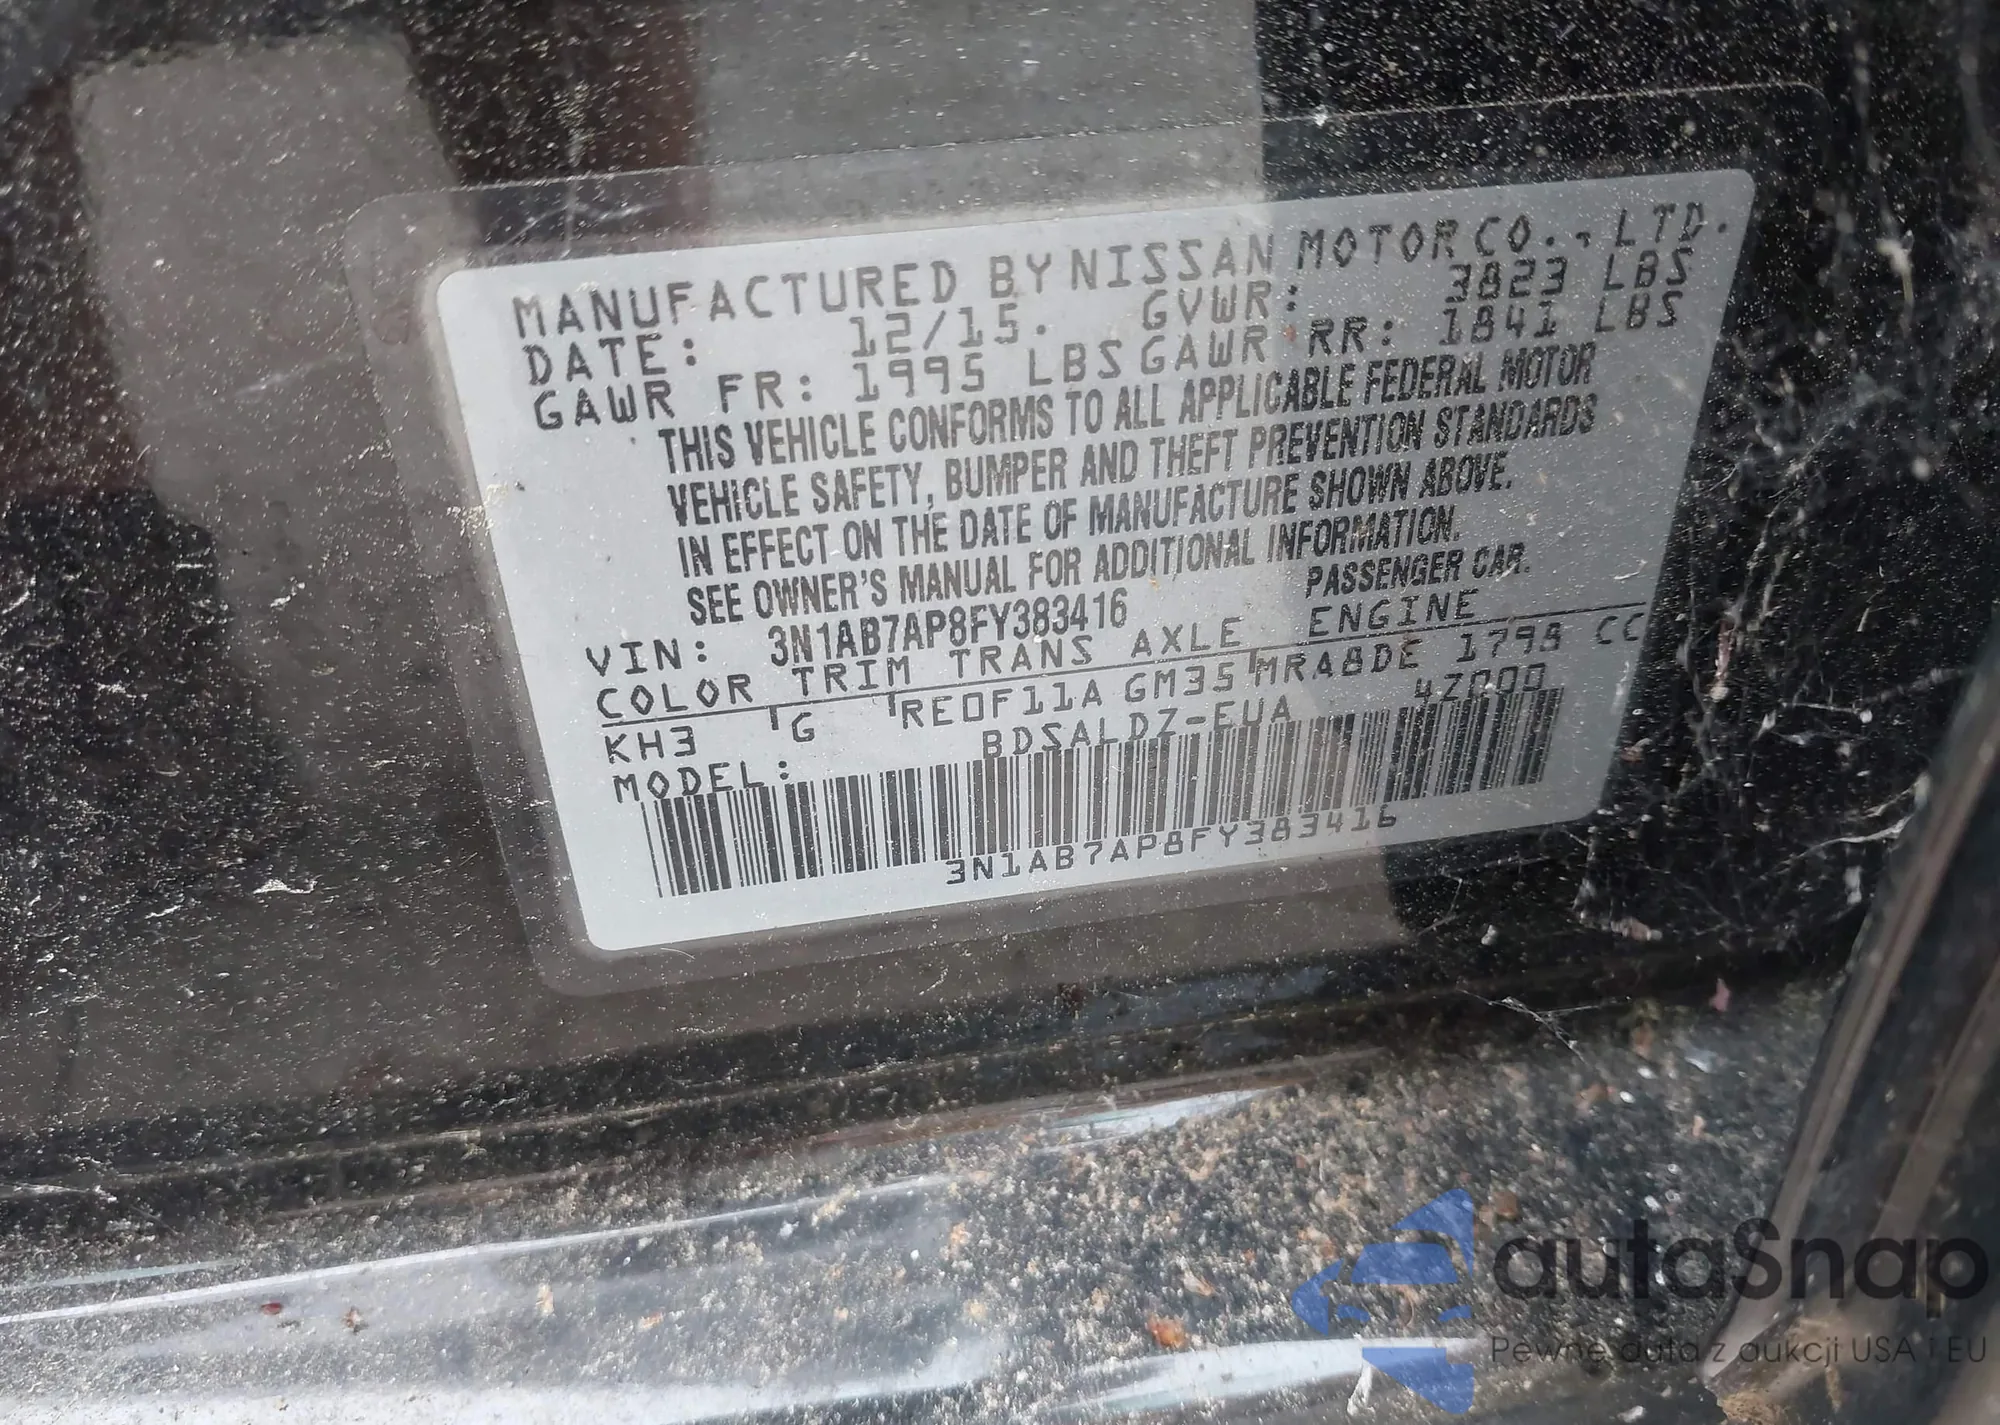 MANUFACTURED BY NISSAN MOTOR CO., LTD.
DATE: 12/15. GVWR: 3823 LBS
GAWR FR: 1995 LBS GAWR RR: 1841 LBS
THIS VEHICLE CONFORMS TO ALL APPLICABLE FEDERAL MOTOR
VEHICLE SAFETY, BUMPER AND THEFT PREVENTION STANDARDS
IN EFFECT ON THE DATE OF MANUFACTURE SHOWN ABOVE.
SEE OWNER'S MANUAL FOR ADDITIONAL INFORMATION.
VIN: 3N1AB7AP8FY383416 PASSENGER CAR.
COLOR TRIM TRANS AXLE ENGINE
KH3 G RE0F11A GM35 MRA8DE 1798 CC
MODEL: BDSALDZ-EUA 4Z000
3N1AB7AP8FY383416
autaSnap
Pewne auta z aukcji USA i EU